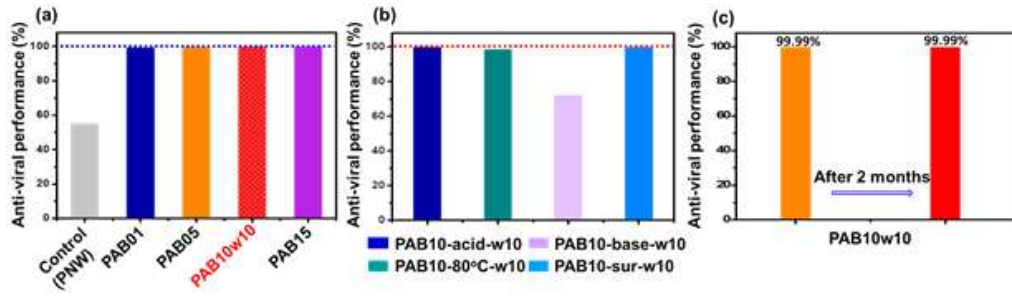 (a)
Anti-viral performance (%)
100
80
60
40
20
0
Control
(PNW)
PAB01
PAB05
PAB10w10
PAB15
(b)
Anti-viral performance (%)
100
80
60
40
20
0
PAB10-acid-w10
PAB10-base-w10
PAB10-80°C-w10
PAB10-sur-w10
(c)
Anti-viral performance (%)
100
80
60
40
20
0
99.99%
99.99%
After 2 months
PAB10w10